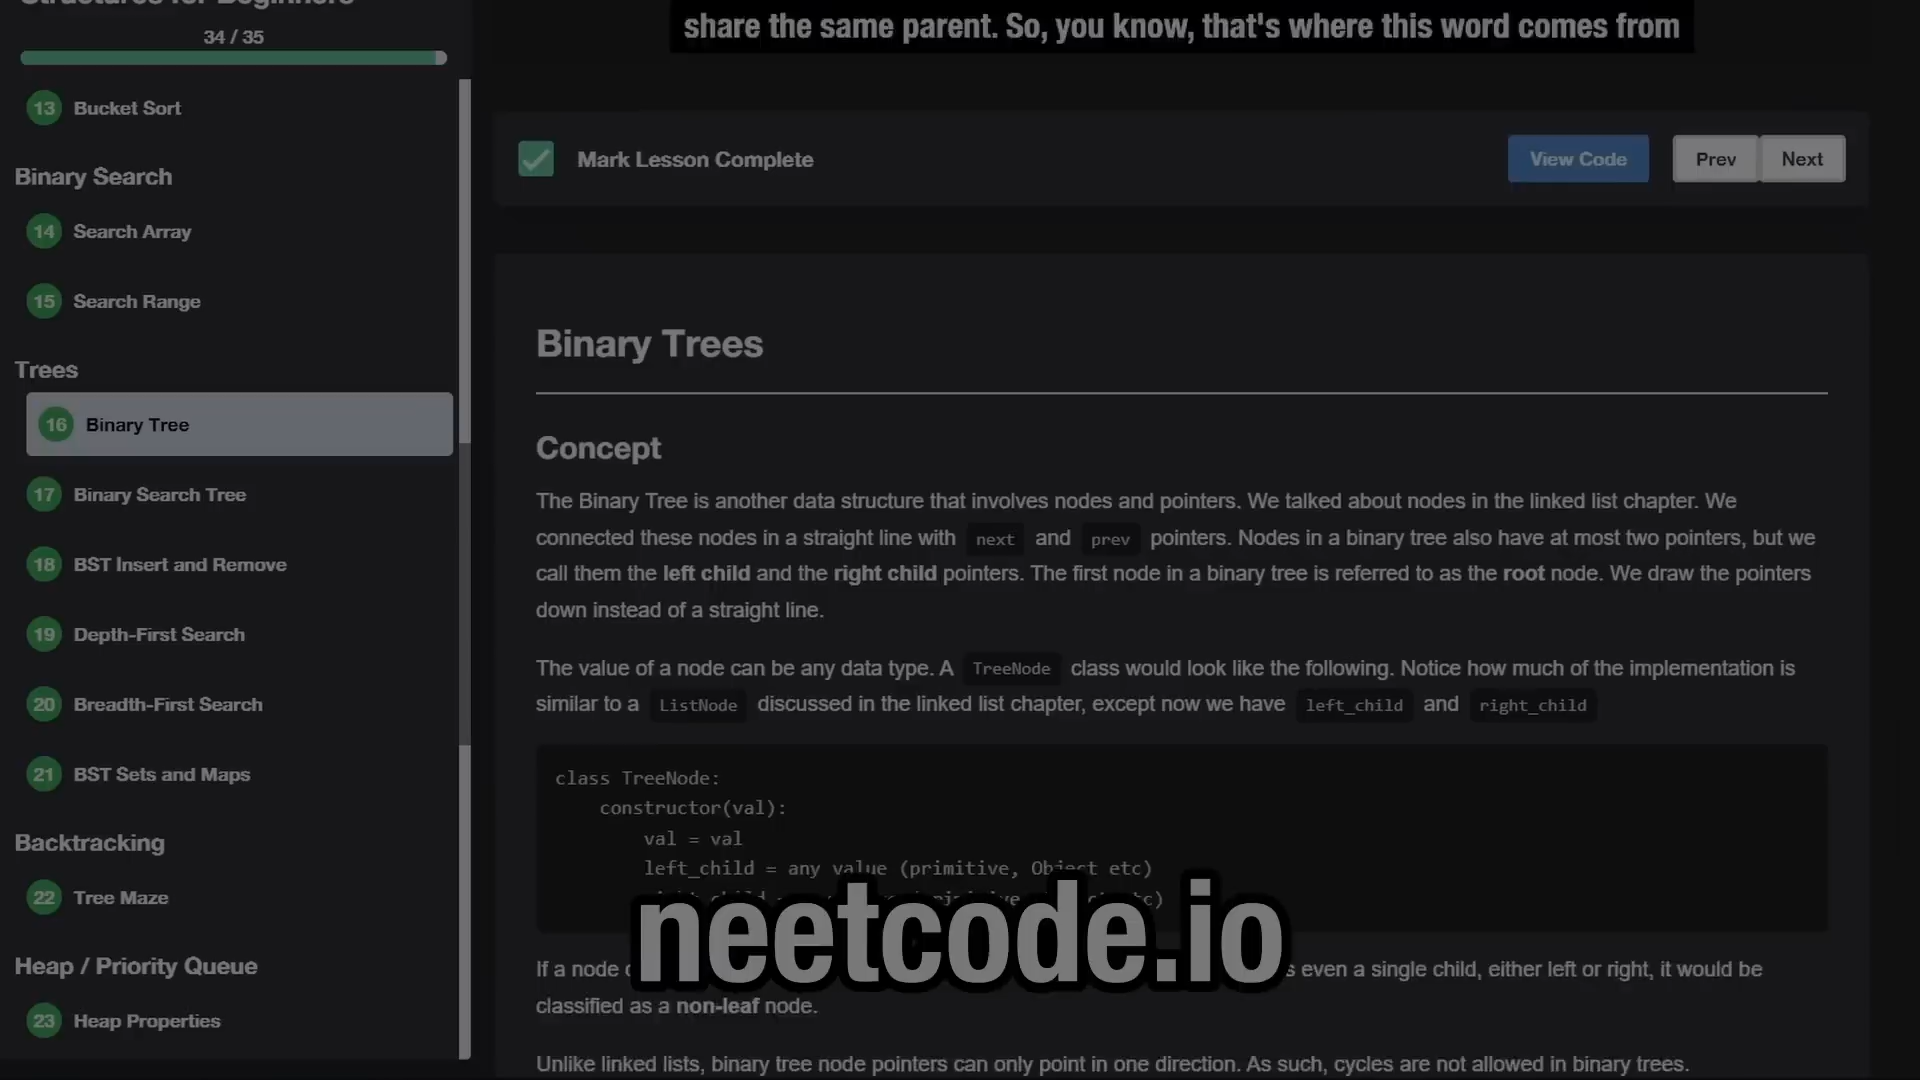 Structures for Beginners
34 / 35
13 Bucket Sort
Binary Search
14 Search Array
15 Search Range
Trees
16 Binary Tree
17 Binary Search Tree
18 BST Insert and Remove
19 Depth-First Search
20 Breadth-First Search
21 BST Sets and Maps
Backtracking
22 Tree Maze
Heap / Priority Queue
23 Heap Properties
share the same parent. So, you know, that's where this word comes from
Mark Lesson Complete
View Code
Prev
Next
Binary Trees
Concept
The Binary Tree is another data structure that involves nodes and pointers. We talked about nodes in the linked list chapter. We
connected these nodes in a straight line with next and prev pointers. Nodes in a binary tree also have at most two pointers, but we
call them the left child and the right child pointers. The first node in a binary tree is referred to as the root node. We draw the pointers
down instead of a straight line.
The value of a node can be any data type. A TreeNode class would look like the following. Notice how much of the implementation is
similar to a ListNode discussed in the linked list chapter, except now we have left_child and right_child
class TreeNode:
constructor(val):
val = val
left_child = any value (primitive, Object etc)
neetcode.io
If a node
even a single child, either left or right, it would be
classified as a non-leaf node.
Unlike linked lists, binary tree node pointers can only point in one direction. As such, cycles are not allowed in binary trees.